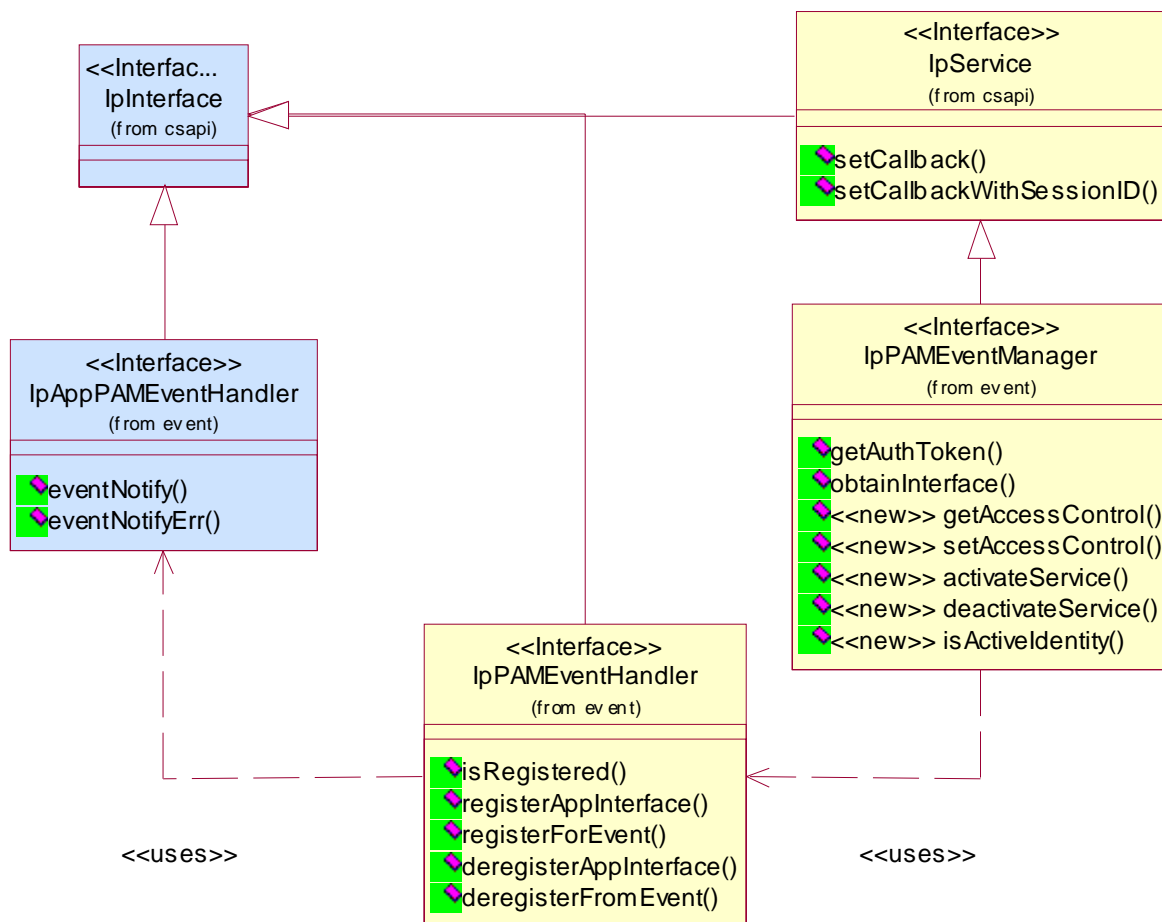 <<Interfac...
IpInterface
(from csapi)
<<Interface>>
IpService
(from csapi)
setCallback()
setCallbackWithSessionID()
<<Interface>>
IpAppPAMEventHandler
(from event)
eventNotify()
eventNotifyErr()
<<Interface>>
IpPAMEventManager
(from event)
getAuthToken()
obtainInterface()
<<new>> getAccessControl()
<<new>> setAccessControl()
<<new>> activateService()
<<new>> deactivateService()
<<new>> isActiveIdentity()
<<Interface>>
IpPAMEventHandler
(from event)
isRegistered()
registerAppInterface()
registerForEvent()
deregisterAppInterface()
deregisterFromEvent()
<<uses>>
<<uses>>